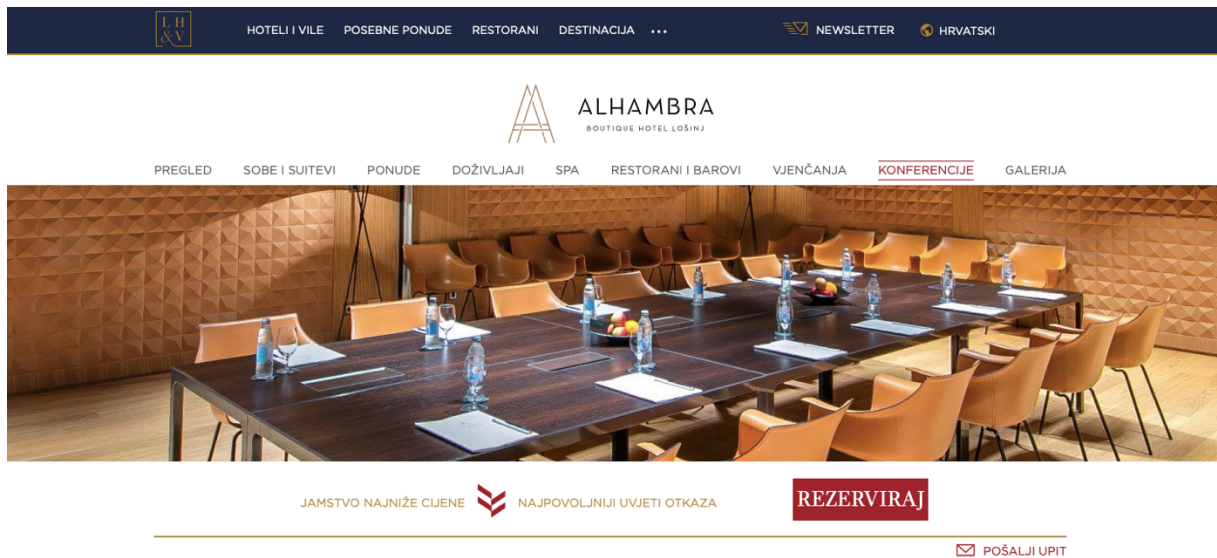 L H
& V
HOTELI I VILE POSEBNE PONUDE RESTORANI DESTINACIJA ... NEWSLETTER HRVATSKI
ALHAMBRA
BOUTIQUE HOTEL LOŠINJ
PREGLED SOBE I SUITEVI PONUDE DOŽIVLJAJI SPA RESTORANI I BAROVI VJENČANJA KONFERENCIJE GALERIJA
JAMSTVO NAJNIŽE CIJENE NAJPOVOLJNIJI UVJETI OTKAZA REZERVIRAJ
POŠALJI UPIT